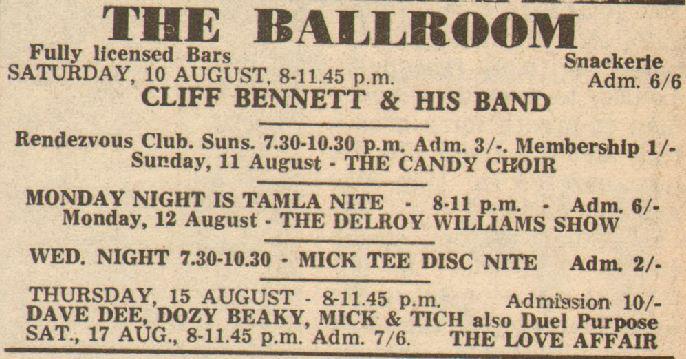 THE BALLROOM
Fully licensed Bars Snackerie
SATURDAY, 10 AUGUST, 8-11.45 p.m. Adm. 6/6
CLIFF BENNETT & HIS BAND
Rendezvous Club. Suns. 7.30-10.30 p.m. Adm. 3/-. Membership 1/-
Sunday, 11 August - THE CANDY CHOIR
MONDAY NIGHT IS TAMLA NITE - 8-11 p.m. - Adm. 6/-
Monday, 12 August - THE DELROY WILLIAMS SHOW
WED. NIGHT 7.30-10.30 - MICK TEE DISC NITE Adm. 2/-
THURSDAY, 15 AUGUST - 8-11.45 p.m. Admission 10/-
DAVE DEE, DOZY BEAKY, MICK & TICH also Duel Purpose
SAT., 17 AUG., 8-11.45 p.m. Adm. 7/6. THE LOVE AFFAIR